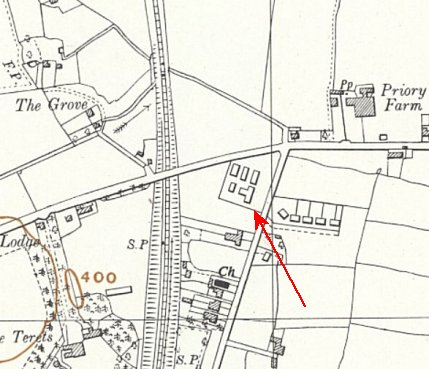 F.P.
The Grove
Pp
Priory
Farm
Lodge
S.P
400
Ch.
e Terets
S.P.